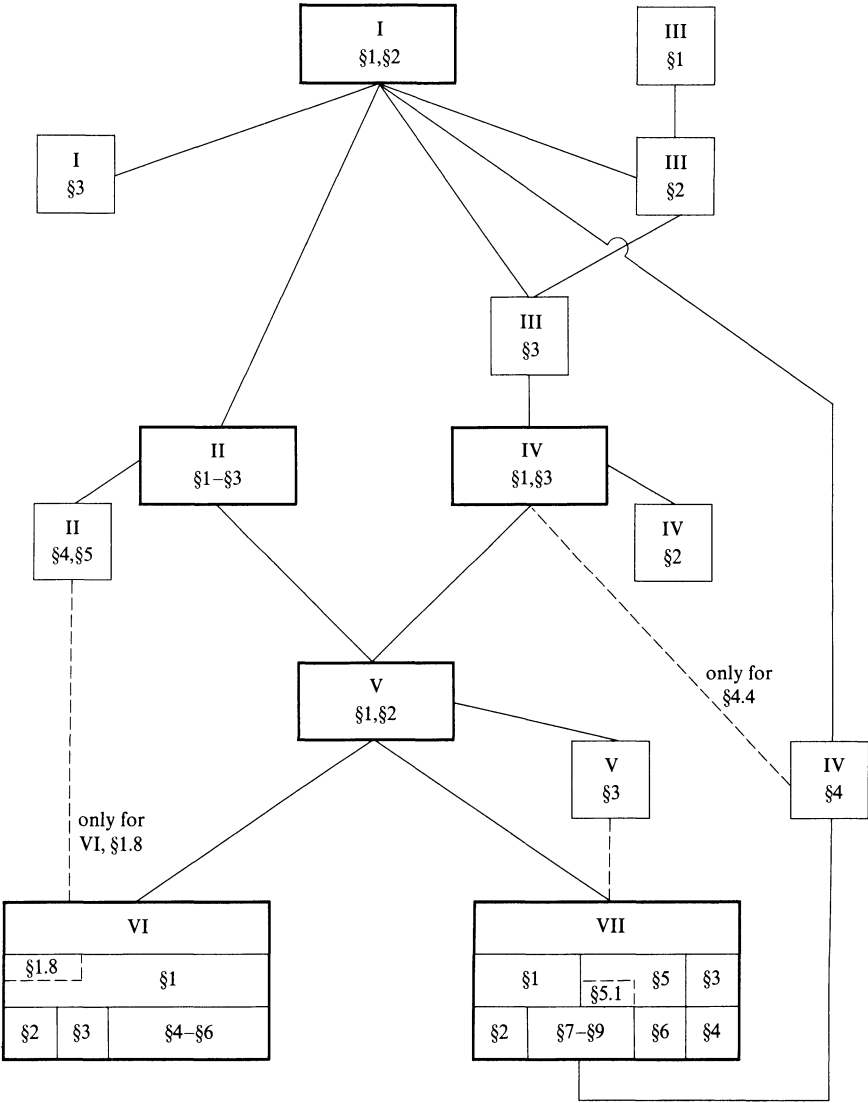 I
§1,§2
III
§1
I
§3
III
§2
III
§3
II
§1–§3
IV
§1,§3
II
§4,§5
IV
§2
V
§1,§2
only for
§4.4
V
§3
IV
§4
only for
VI, §1.8
VI
§1.8
§1
§2 §3 §4–§6
VII
§1 §5 §3
§5.1
§2 §7–§9 §6 §4